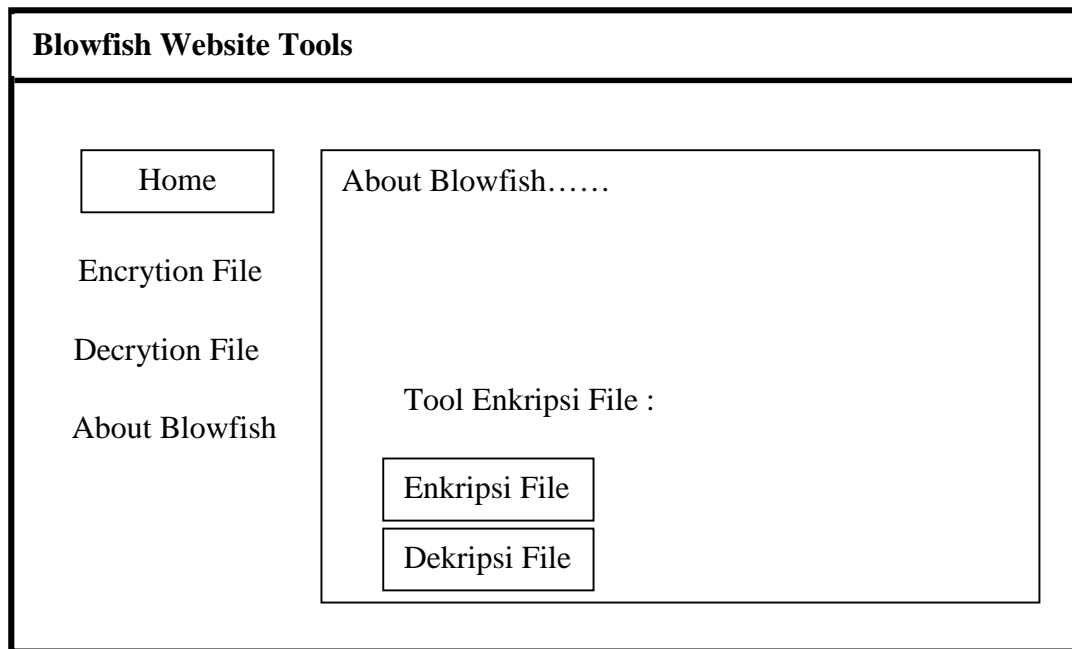 Blowfish Website Tools
Home
Encrytion File
Decrytion File
About Blowfish
About Blowfish……
Tool Enkripsi File :
Enkripsi File
Dekripsi File